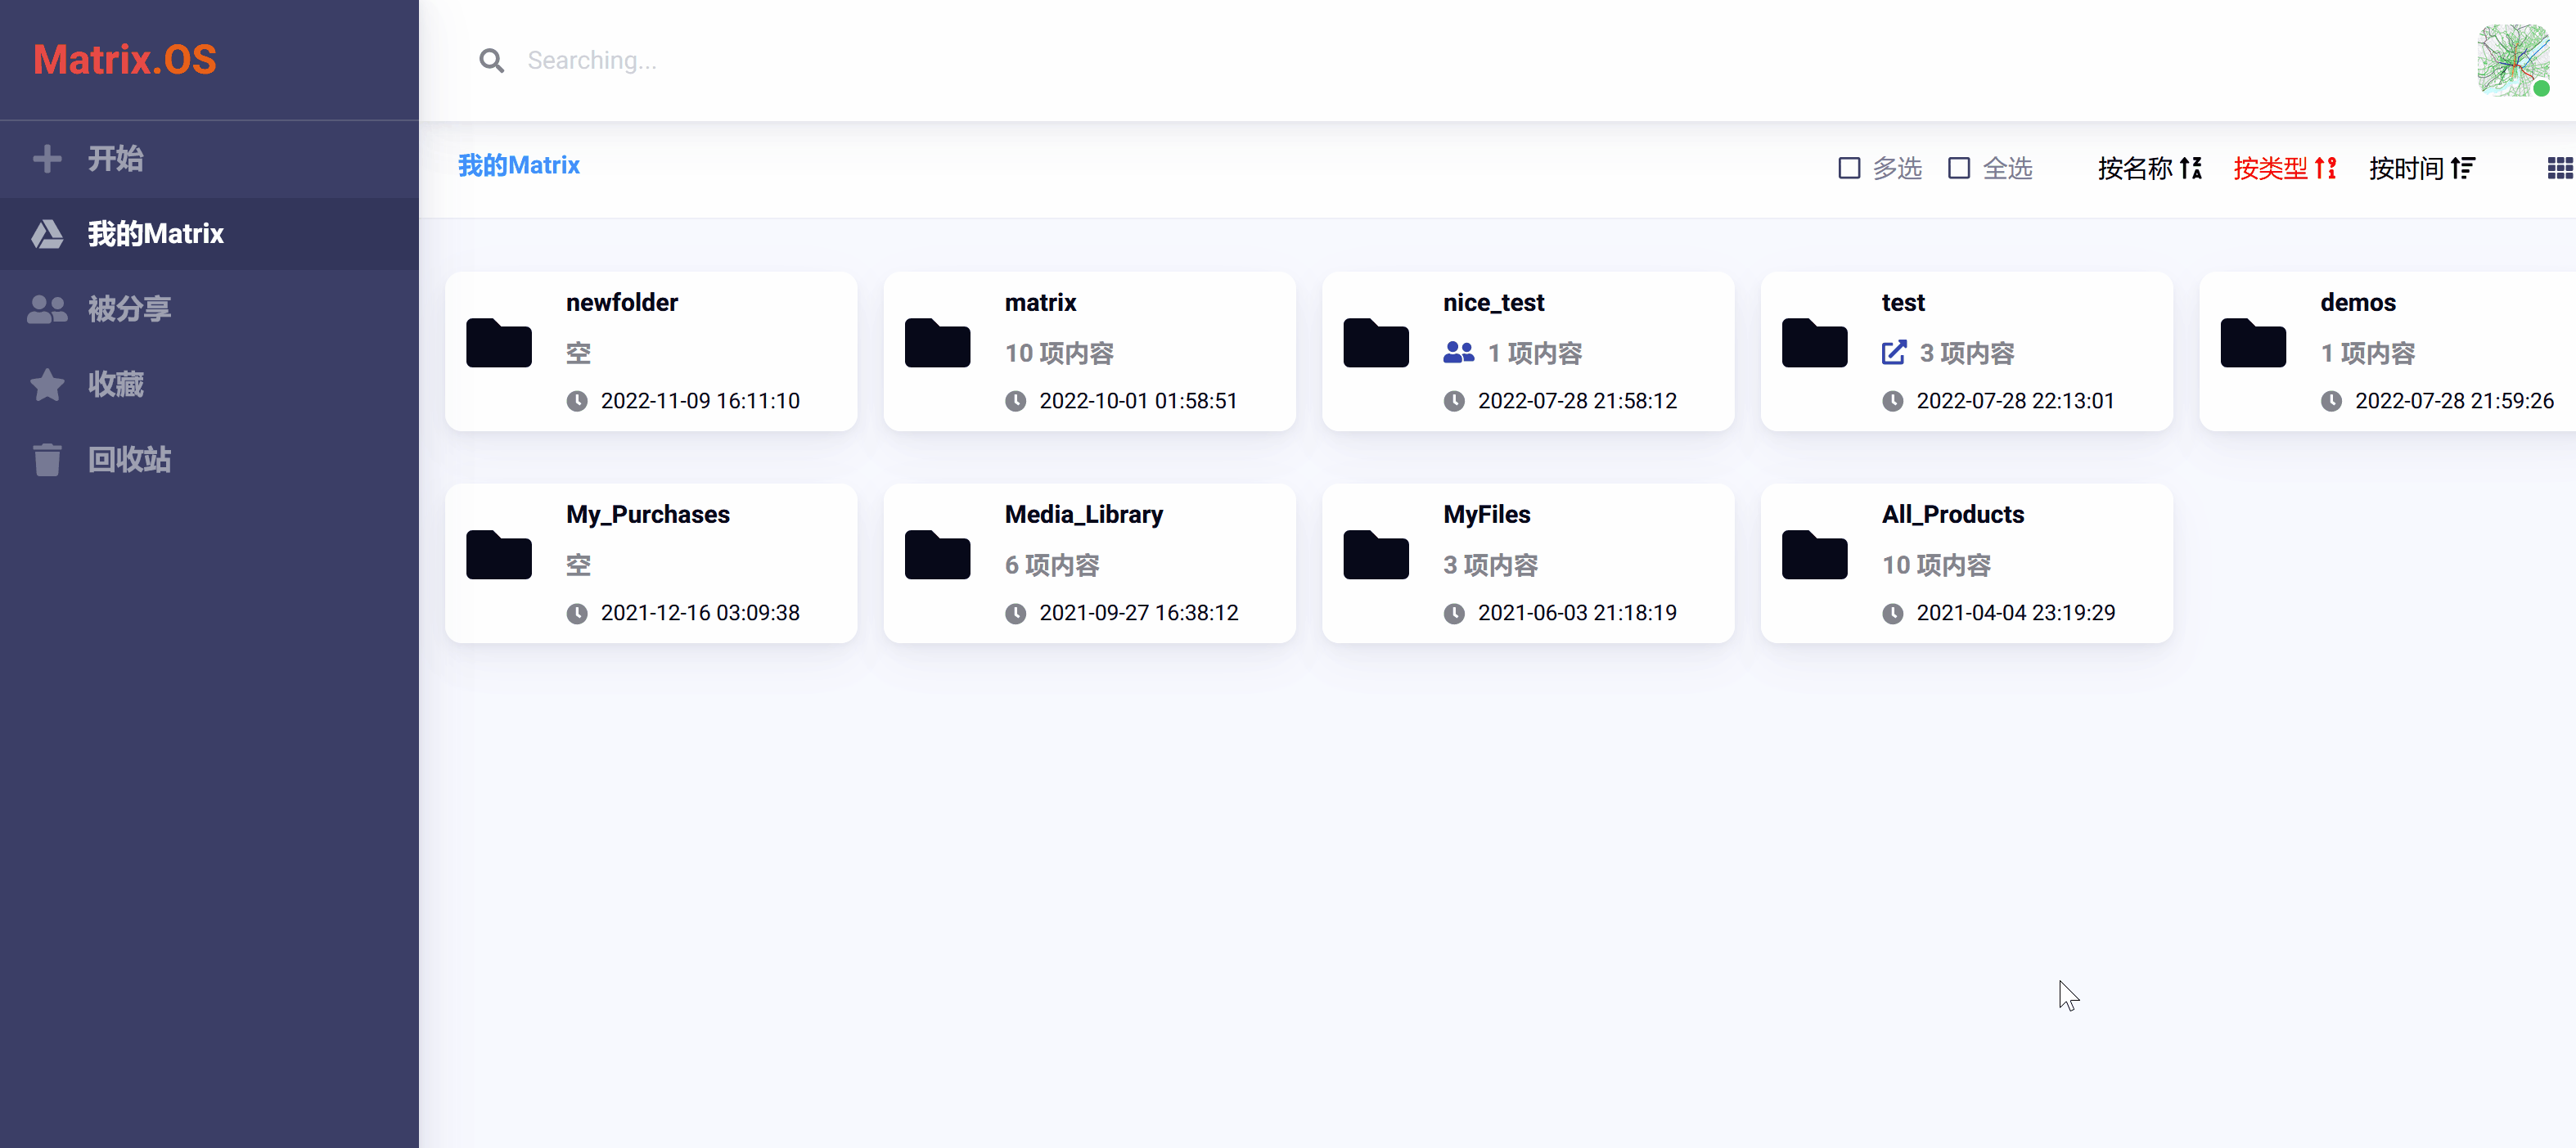 Matrix.OS
Searching...
开始
我的Matrix
被分享
收藏
回收站
我的Matrix
多选 全选 按名称 按类型 按时间
newfolder
空
2022-11-09 16:11:10
matrix
10 项内容
2022-10-01 01:58:51
nice_test
1 项内容
2022-07-28 21:58:12
test
3 项内容
2022-07-28 22:13:01
demos
1 项内容
2022-07-28 21:59:26
My_Purchases
空
2021-12-16 03:09:38
Media_Library
6 项内容
2021-09-27 16:38:12
MyFiles
3 项内容
2021-06-03 21:18:19
All_Products
10 项内容
2021-04-04 23:19:29